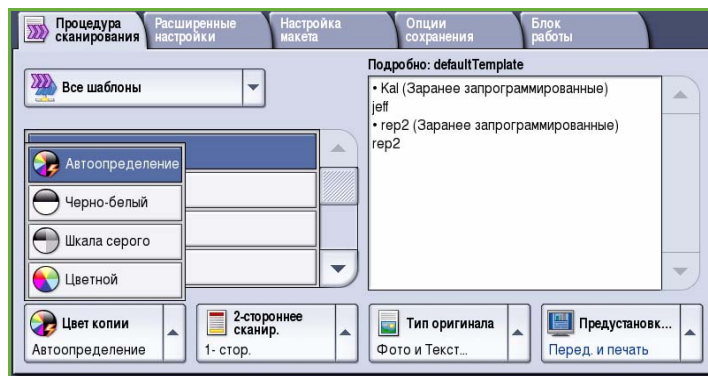 Процедура сканирования
Расширенные настройки
Настройка макета
Опции сохранения
Блок работы
Все шаблоны
Подробно: defaultTemplate
• Kal (Заранее запрограммированные)
jeff
• rep2 (Заранее запрограммированные)
rep2
Автоопределение
Черно-белый
Шкала серого
Цветной
Цвет копии
Автоопределение
2-стороннее сканир.
1- стор.
Тип оригинала
Фото и Текст...
Предустановк...
Перед. и печать